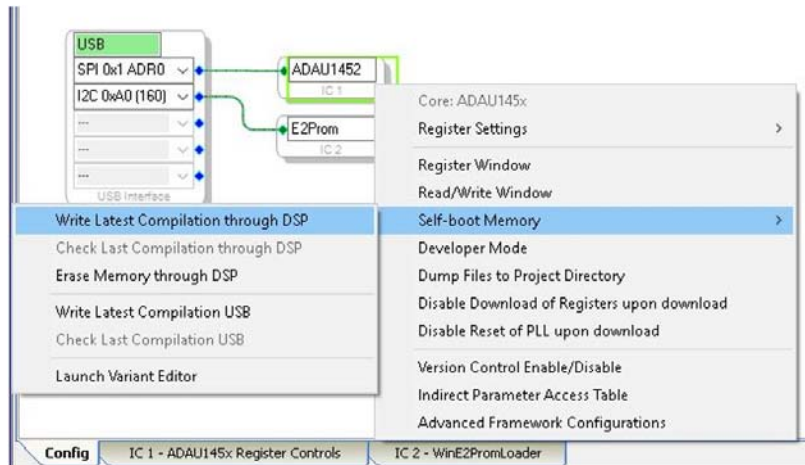 USB
SPI 0x1 ADR0
I2C 0xA0 (160)
---
---
---
USB Interface
ADAU1452
IC 1
E2Prom
IC 2
Core: ADAU145x
Register Settings
Register Window
Read/Write Window
Self-boot Memory
Developer Mode
Dump Files to Project Directory
Disable Download of Registers upon download
Disable Reset of PLL upon download
Version Control Enable/Disable
Indirect Parameter Access Table
Advanced Framework Configurations
Write Latest Compilation through DSP
Check Last Compilation through DSP
Erase Memory through DSP
Write Latest Compilation USB
Check Last Compilation USB
Launch Variant Editor
Config
IC 1 - ADAU145x Register Controls
IC 2 - WinE2PromLoader